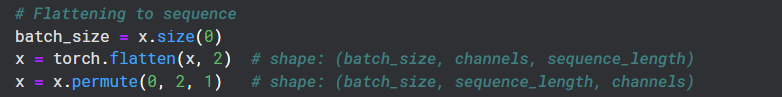 # Flattening to sequence
batch_size = x.size(0)
x = torch.flatten(x, 2)  # shape: (batch_size, channels, sequence_length)
x = x.permute(0, 2, 1)   # shape: (batch_size, sequence_length, channels)